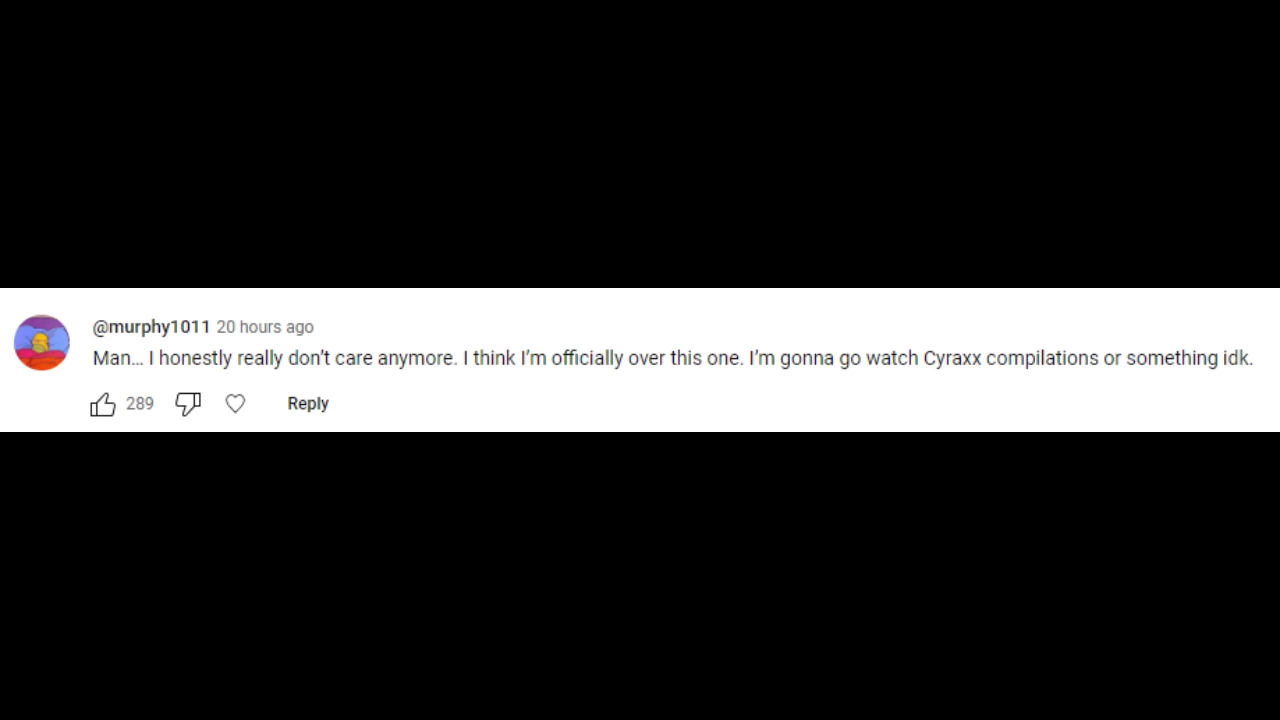 @murphy1011 20 hours ago
Man... I honestly really don’t care anymore. I think I’m officially over this one. I’m gonna go watch Cyraxx compilations or something idk.
289 Reply